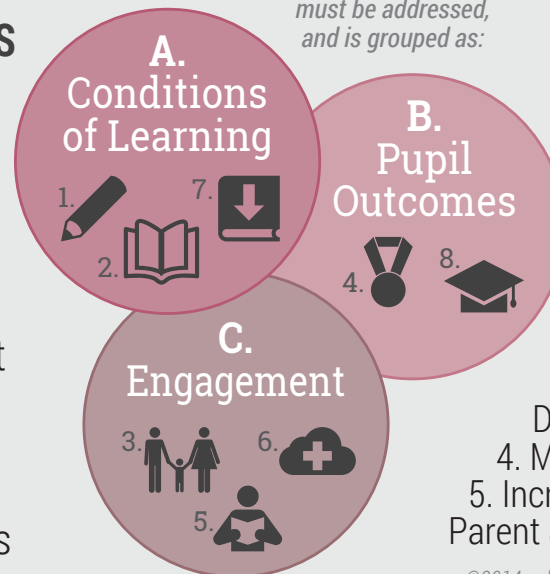 must be addressed,
and is grouped as:
s
A.
Conditions
of Learning
1.
7.
2.
B.
Pupil
Outcomes
4.
8.
C.
Engagement
3.
6.
5.
t
s
D
4. M
5. Incr
Parent